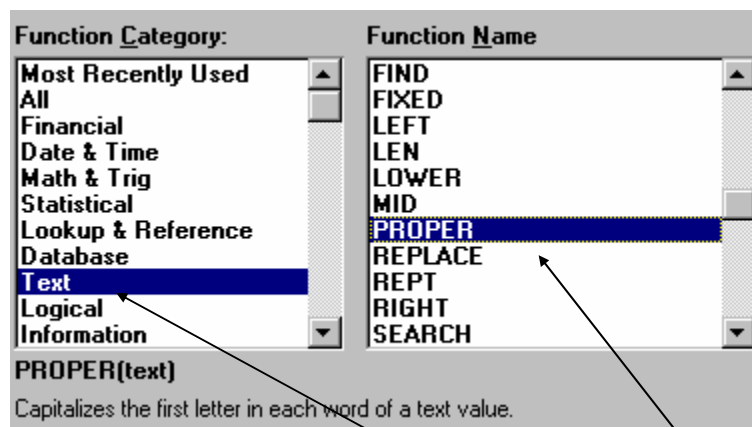 Function Category:
Most Recently Used
All
Financial
Date & Time
Math & Trig
Statistical
Lookup & Reference
Database
Text
Logical
Information
Function Name
FIND
FIXED
LEFT
LEN
LOWER
MID
PROPER
REPLACE
REPT
RIGHT
SEARCH
PROPER(text)
Capitalizes the first letter in each word of a text value.